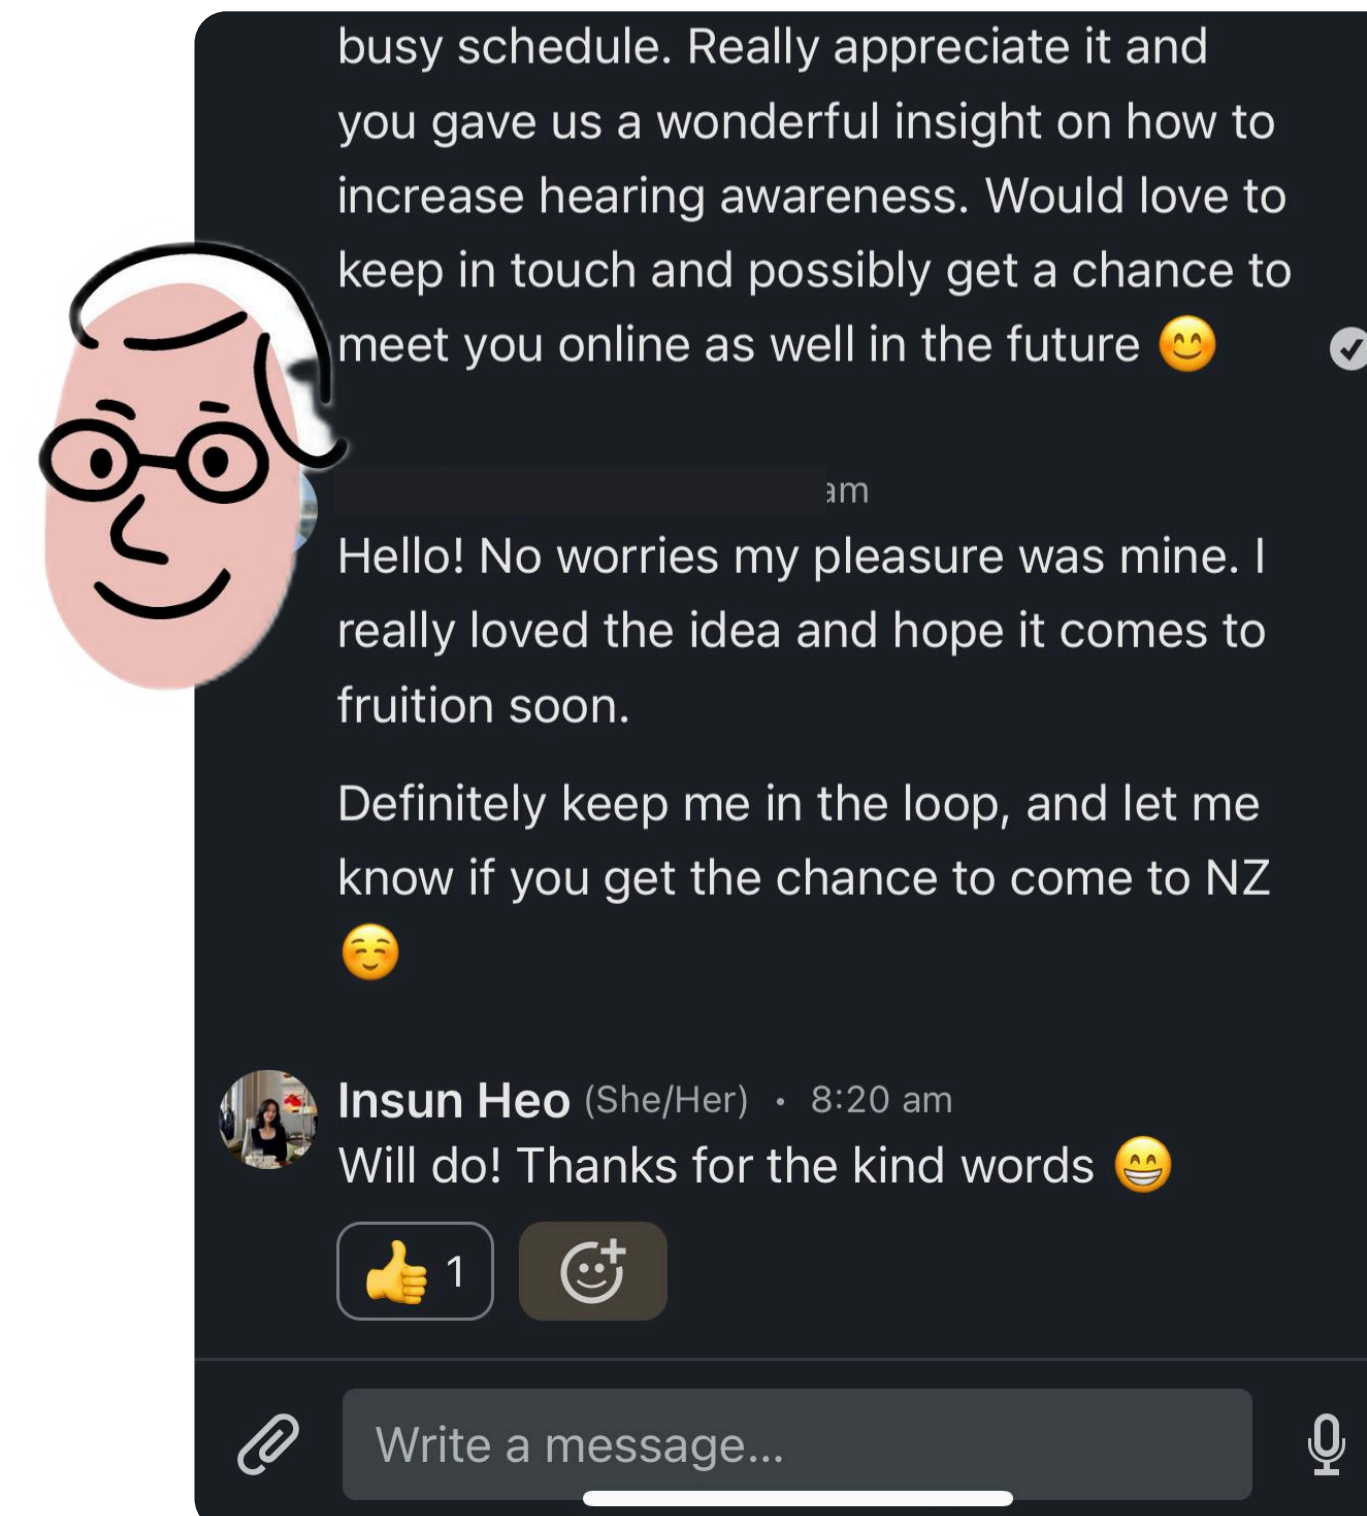 busy schedule. Really appreciate it and
you gave us a wonderful insight on how to
increase hearing awareness. Would love to
keep in touch and possibly get a chance to
meet you online as well in the future 😊
am
Hello! No worries my pleasure was mine. I
really loved the idea and hope it comes to
fruition soon.
Definitely keep me in the loop, and let me
know if you get the chance to come to NZ
☺️
Insun Heo (She/Her) • 8:20 am
Will do! Thanks for the kind words 😁
👍 1
Write a message...